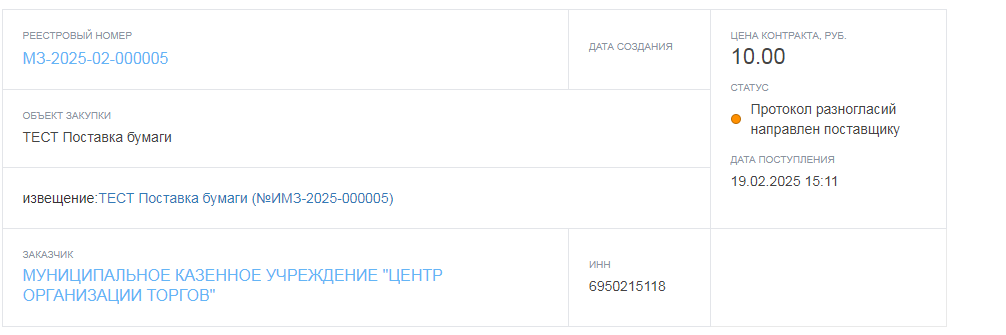 РЕЕСТРОВЫЙ НОМЕР
МЗ-2025-02-000005
ДАТА СОЗДАНИЯ
ЦЕНА КОНТРАКТА, РУБ.
10.00
СТАТУС
Протокол разногласий
направлен поставщику
ДАТА ПОСТУПЛЕНИЯ
19.02.2025 15:11
ОБЪЕКТ ЗАКУПКИ
ТЕСТ Поставка бумаги
извещение:ТЕСТ Поставка бумаги (№ИМЗ-2025-000005)
ЗАКАЗЧИК
МУНИЦИПАЛЬНОЕ КАЗЕННОЕ УЧРЕЖДЕНИЕ "ЦЕНТР
ОРГАНИЗАЦИИ ТОРГОВ"
ИНН
6950215118